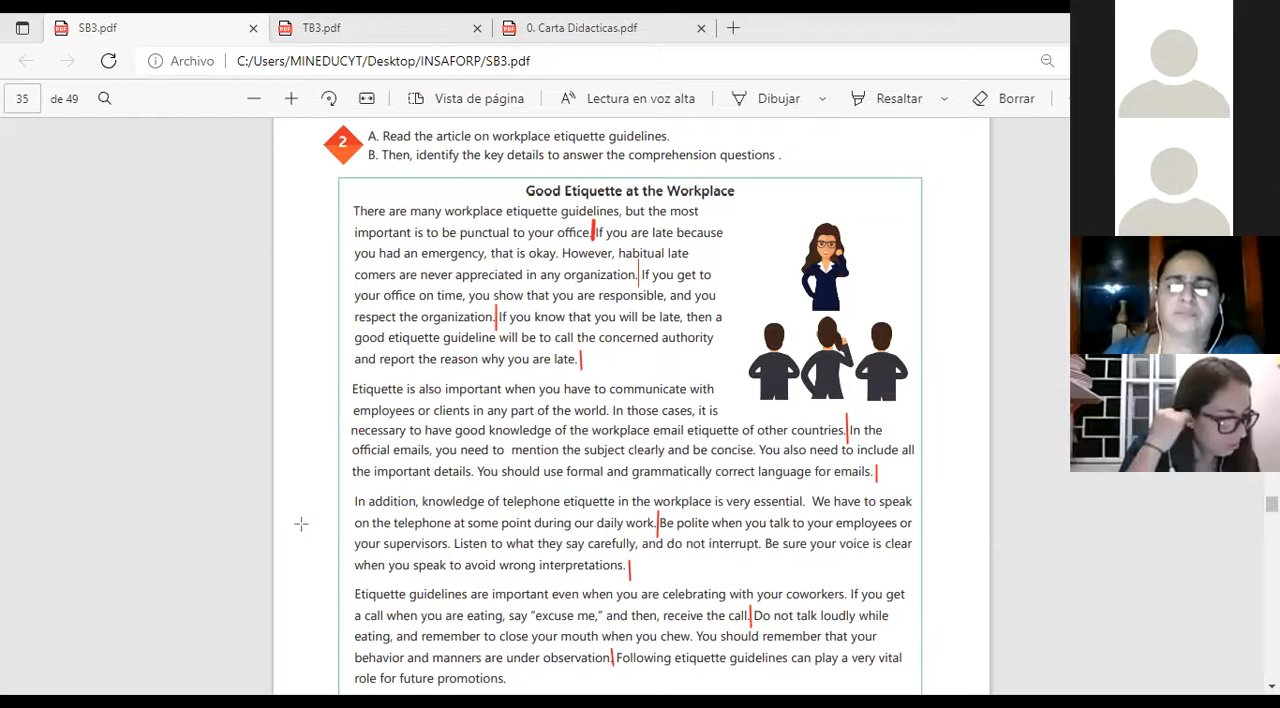 SB3.pdf
TB3.pdf
0. Carta Didacticas.pdf
Archivo C:/Users/MINEDUCYT/Desktop/INSAFORP/SB3.pdf
35 de 49 Vista de página Lectura en voz alta Dibujar Resaltar Borrar
2
A. Read the article on workplace etiquette guidelines.
B. Then, identify the key details to answer the comprehension questions .
Good Etiquette at the Workplace
There are many workplace etiquette guidelines, but the most
important is to be punctual to your office. If you are late because
you had an emergency, that is okay. However, habitual late
comers are never appreciated in any organization. If you get to
your office on time, you show that you are responsible, and you
respect the organization. If you know that you will be late, then a
good etiquette guideline will be to call the concerned authority
and report the reason why you are late.
Etiquette is also important when you have to communicate with
employees or clients in any part of the world. In those cases, it is
necessary to have good knowledge of the workplace email etiquette of other countries. In the
official emails, you need to mention the subject clearly and be concise. You also need to include all
the important details. You should use formal and grammatically correct language for emails.
In addition, knowledge of telephone etiquette in the workplace is very essential. We have to speak
on the telephone at some point during our daily work. Be polite when you talk to your employees or
your supervisors. Listen to what they say carefully, and do not interrupt. Be sure your voice is clear
when you speak to avoid wrong interpretations.
Etiquette guidelines are important even when you are celebrating with your coworkers. If you get
a call when you are eating, say “excuse me,” and then, receive the call. Do not talk loudly while
eating, and remember to close your mouth when you chew. You should remember that your
behavior and manners are under observation. Following etiquette guidelines can play a very vital
role for future promotions.